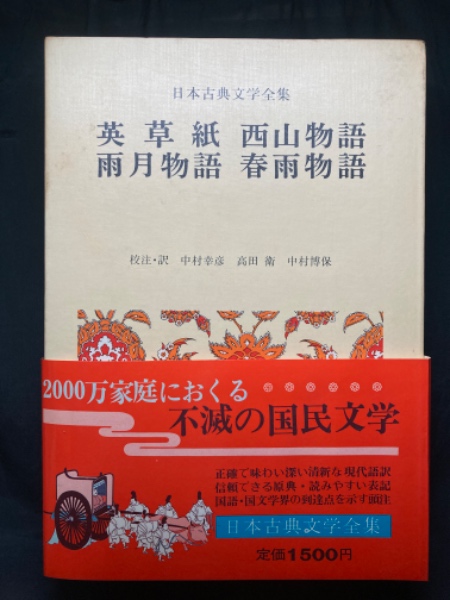 日本古典文学全集
英草紙 西山物語
雨月物語 春雨物語
校注・訳 中村幸彦 高田衛 中村博保
2000万家庭におくる
不滅の国民文学
正確で味わい深い清新な現代語訳
信頼できる原典・読みやすい表記
国語・国文学界の到達点を示す頭注
日本古典文学全集
定価1500円